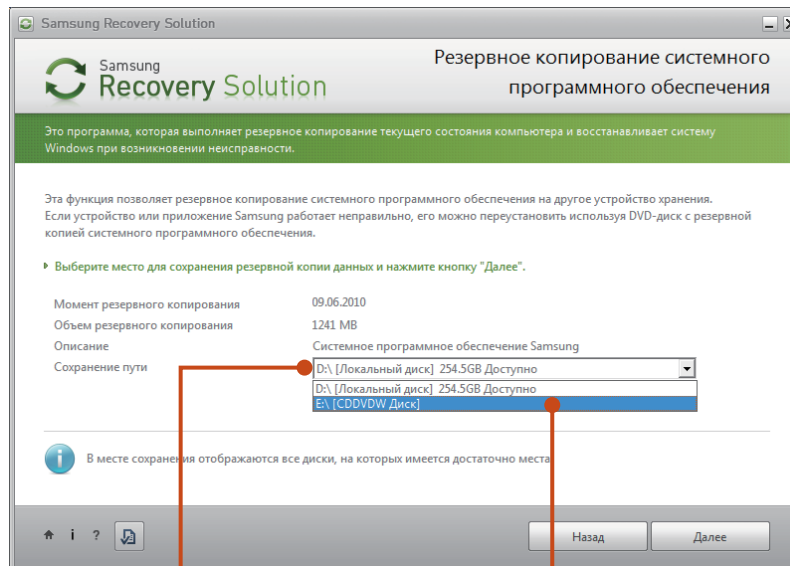 Samsung Recovery Solution
Samsung
Recovery Solution
Резервное копирование системного
программного обеспечения
Это программа, которая выполняет резервное копирование текущего состояния компьютера и восстанавливает систему
Windows при возникновении неисправности.
Эта функция позволяет резервное копирование системного программного обеспечения на другое устройство хранения.
Если устройство или приложение Samsung работает неправильно, его можно переустановить используя DVD-диск с резервной
копией системного программного обеспечения.
Выберите место для сохранения резервной копии данных и нажмите кнопку "Далее".
Момент резервного копирования 09.06.2010
Объем резервного копирования 1241 MB
Описание Системное программное обеспечение Samsung
Сохранение пути D:\ [Локальный диск] 254.5GB Доступно
D:\ [Локальный диск] 254.5GB Доступно
E:\ [CDDVDW Диск]
В месте сохранения отображаются все диски, на которых имеется достаточно места
i ? Назад Далее